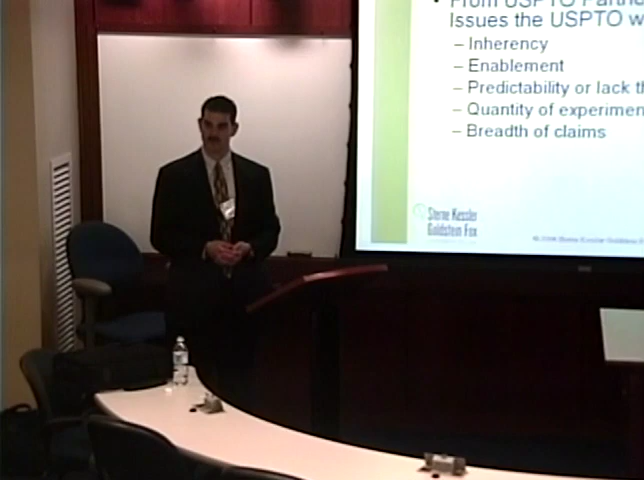 • From USPTO
Issues the USPTO w
– Inherency
– Enablement
– Predictability or lack th
– Quantity of experimen
– Breadth of claims
Sterne Kessler
Goldstein Fox